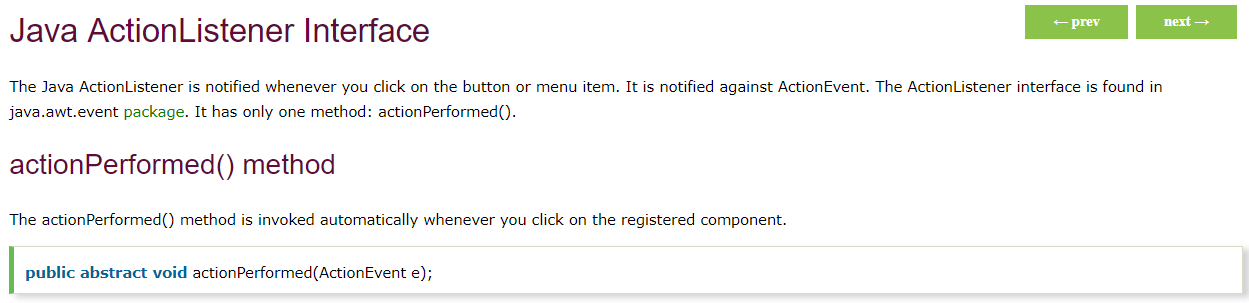 Java ActionListener Interface
← prev
next →
The Java ActionListener is notified whenever you click on the button or menu item. It is notified against ActionEvent. The ActionListener interface is found in
java.awt.event package. It has only one method: actionPerformed().
actionPerformed() method
The actionPerformed() method is invoked automatically whenever you click on the registered component.
public abstract void actionPerformed(ActionEvent e);